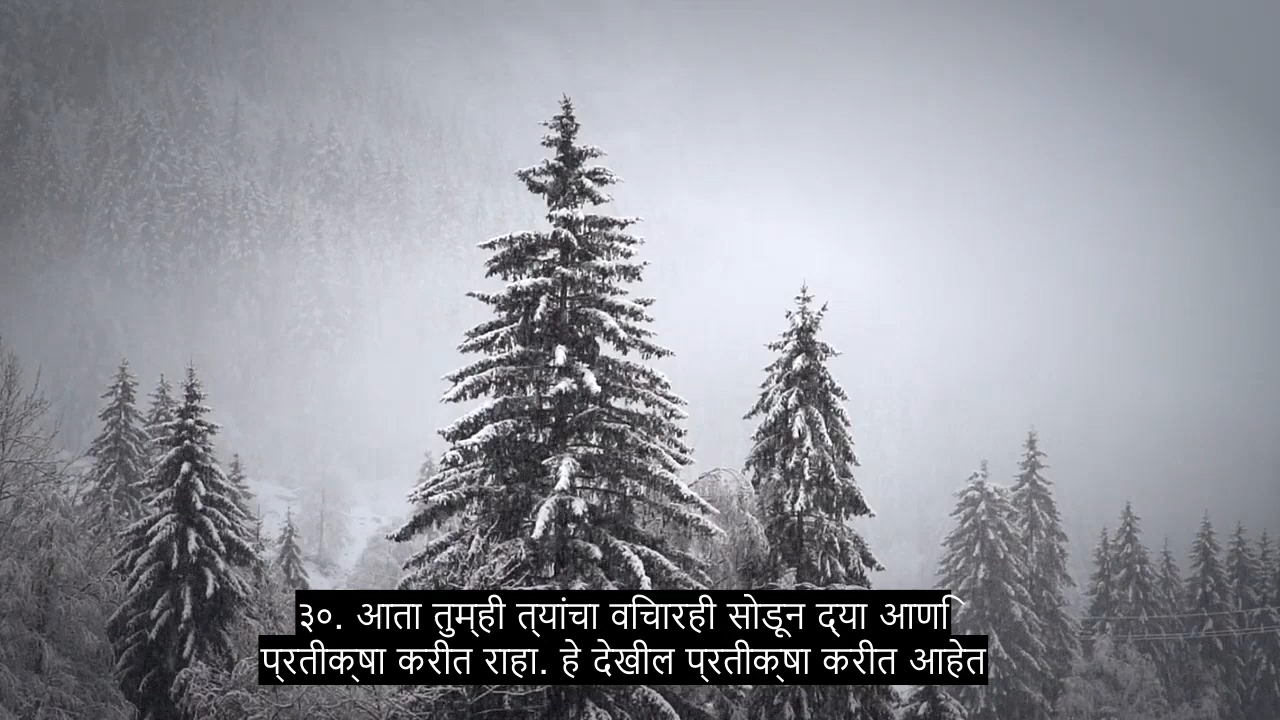 ३०. आता तुम्ही त्यांचा विचारही सोडून द्या आणि
प्रतीक्षा करीत राहा. हे देखील प्रतीक्षा करीत आहेत